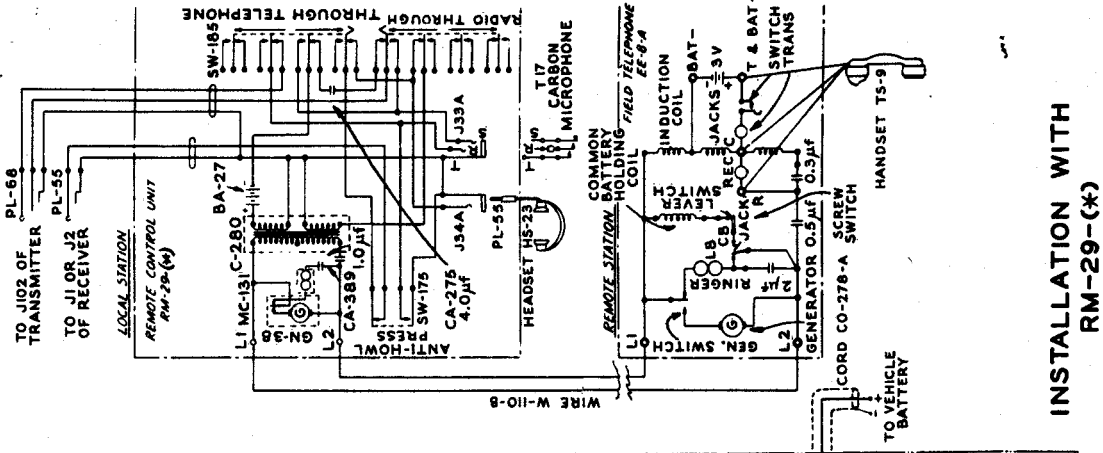 RADIO THROUGH TELEPHONE
THROUGH TELEPHONE
SW-185
PL-68
PL-55
TO J102 OF
TRANSMITTER
TO J1 OR J2
OF RECEIVER
LOCAL STATION
REMOTE CONTROL UNIT
RM-29-(*)
BA-27
C-280
MC-131
1.0µf
CA-389
GN-38
G
L1
L2
ANTI-HOWL
PRESS
SW-175
CA-275
4.0µf
J33A
J34A
S
T
PL-55
HEADSET HS-23
T17
CARBON
MICROPHONE
S
T
WIRE W-110-B
REMOTE STATION
FIELD TELEPHONE
EE-8-A
COMMON
BATTERY
HOLDING
COIL
INDUCTION
COIL
BAT-
JACKS
3V
T & BAT+
SWITCH
TRANS
C
REC
LEVER
SWITCH
JACK
R
CB
LB
RINGER
2µf
0.5µf
0.3µf
SCREW
SWITCH
GENERATOR
G
GEN. SWITCH
L1
L2
HANDSET TS-9
CORD CO-278-A
TO VEHICLE
BATTERY
+
-
INSTALLATION WITH
RM-29-(*)